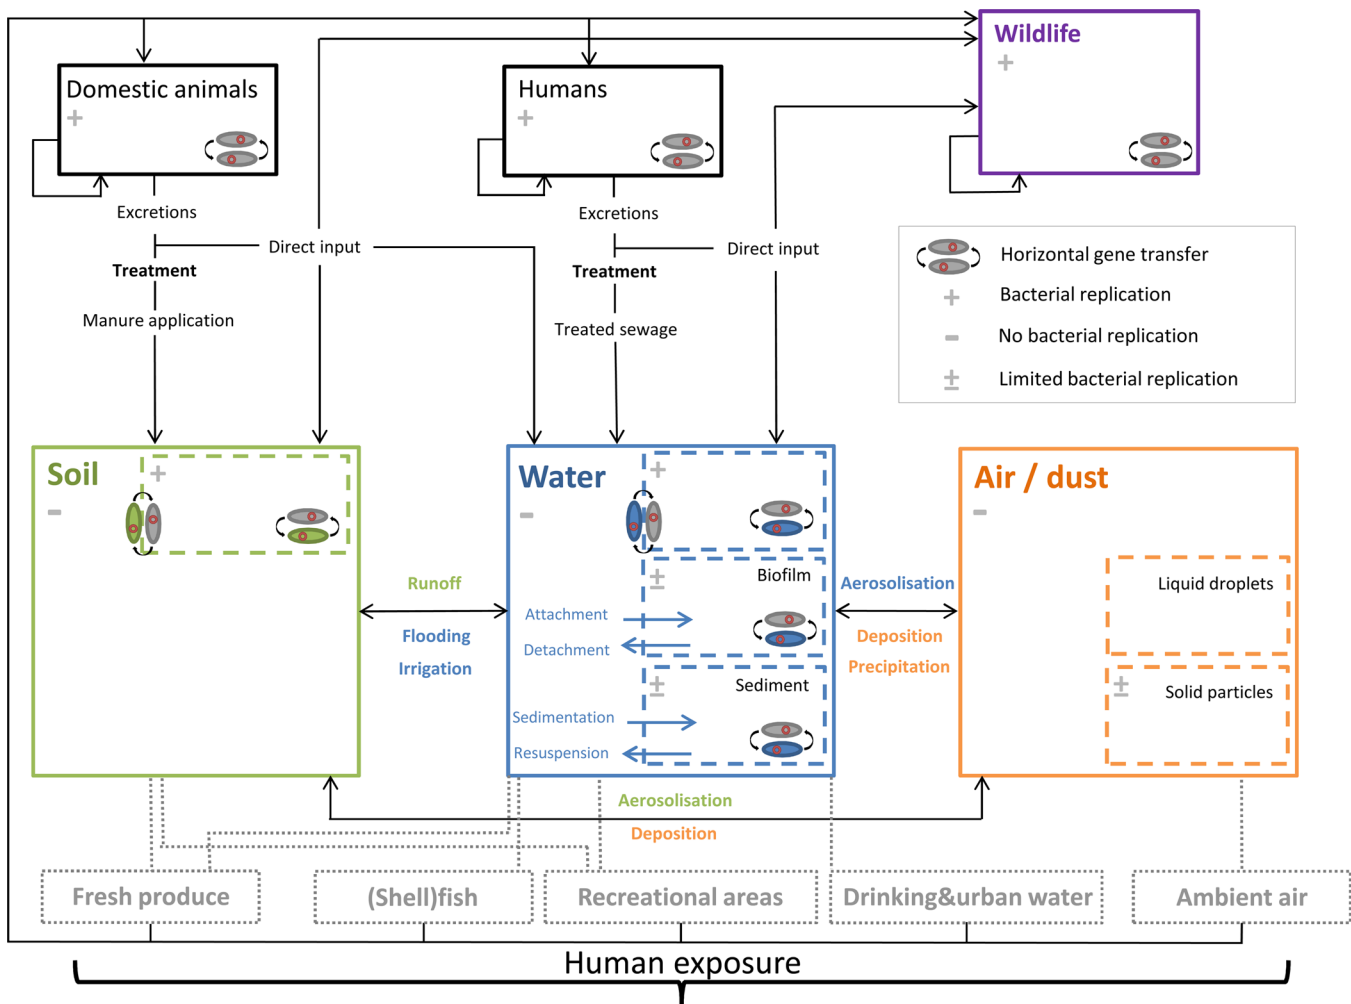 Wildlife
+
Domestic animals
+
Humans
+
Excretions
Excretions
Direct input
Direct input
Treatment
Treatment
Manure application
Treated sewage
Horizontal gene transfer
+ Bacterial replication
- No bacterial replication
± Limited bacterial replication
Soil
+
-
Water
+
-
Air / dust
-
Biofilm
±
Liquid droplets
Runoff
Aerosolisation
Attachment
Flooding
Deposition
Detachment
Irrigation
Precipitation
Sediment
±
Solid particles
±
Sedimentation
Resuspension
Aerosolisation
Deposition
Fresh produce
(Shell)fish
Recreational areas
Drinking&urban water
Ambient air
Human exposure